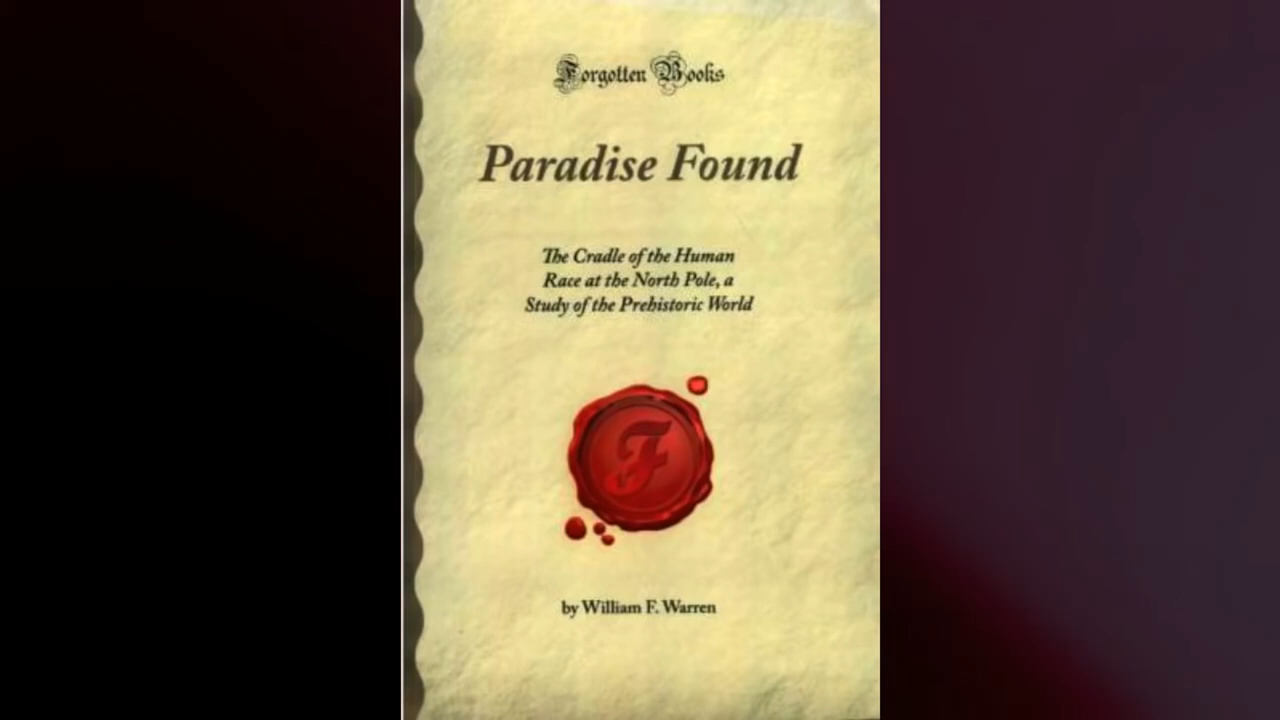 Forgotten Books
Paradise Found
The Cradle of the Human
Race at the North Pole, a
Study of the Prehistoric World
F
by William F. Warren